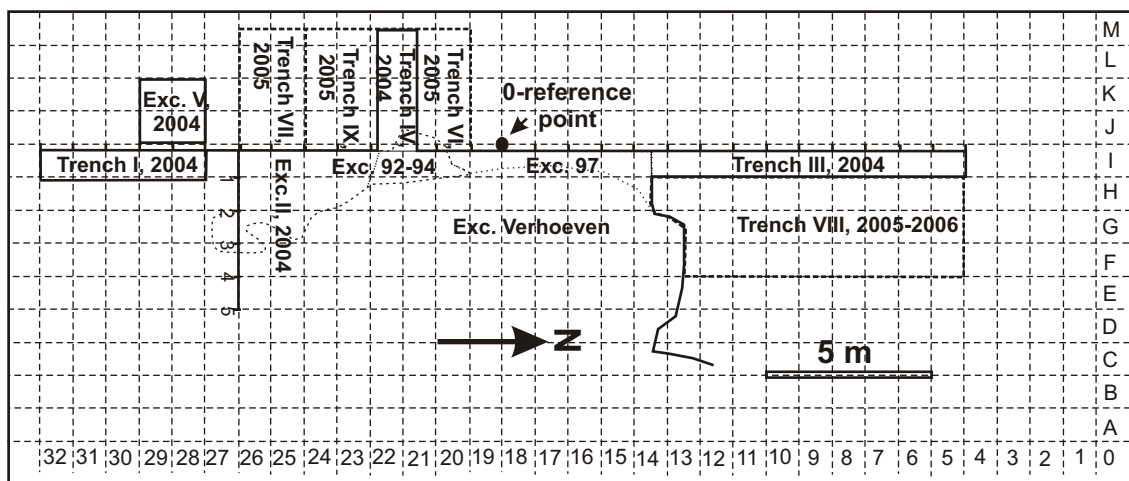 M
L
K
J
I
H
G
F
E
D
C
B
A
Trench VII,
2005
Trench IX,
2005
Trench IV,
2004
Trench VI,
2005
Exc. V,
2004
0-reference
point
Trench I, 2004
Exc.II, 2004
Exc. 92-94
Exc. 97
Trench III, 2004
Exc. Verhoeven
Trench VIII, 2005-2006
1
2
3
4
5
N
5 m
32 31 30 29 28 27 26 25 24 23 22 21 20 19 18 17 16 15 14 13 12 11 10 9 8 7 6 5 4 3 2 1 0